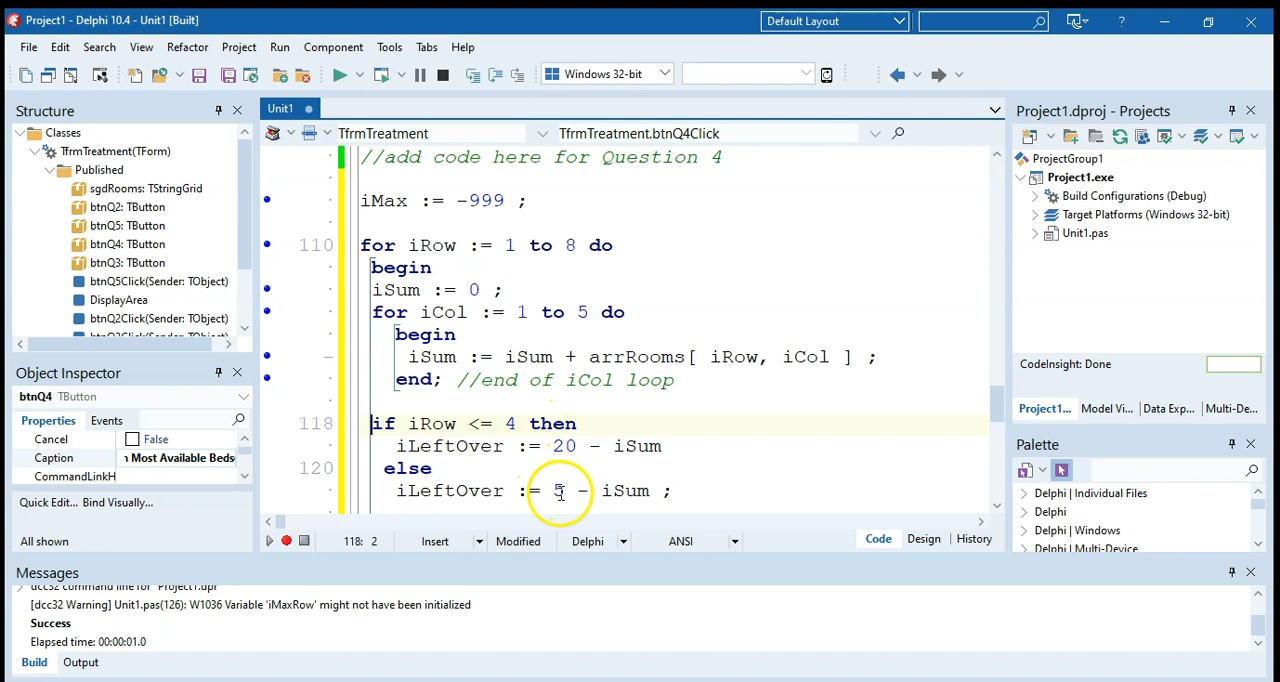 Project1 - Delphi 10.4 - Unit1 [Built]
Default Layout
?
File Edit Search View Refactor Project Run Component Tools Tabs Help
Windows 32-bit
Structure
Classes
TfrmTreatment(TForm)
Published
sgdRooms: TStringGrid
btnQ2: TButton
btnQ5: TButton
btnQ4: TButton
btnQ3: TButton
btnQ5Click(Sender: TObject)
DisplayArea
btnQ2Click(Sender: TObject)
Object Inspector
btnQ4 TButton
Properties Events
Cancel False
Caption ı Most Available Beds
CommandLinkH
Quick Edit... Bind Visually...
All shown
Unit1
TfrmTreatment TfrmTreatment.btnQ4Click
//add code here for Question 4
iMax := -999 ;
110 for iRow := 1 to 8 do
begin
iSum := 0 ;
for iCol := 1 to 5 do
begin
iSum := iSum + arrRooms[ iRow, iCol ] ;
end; //end of iCol loop
118 if iRow <= 4 then
iLeftOver := 20 - iSum
120 else
iLeftOver := 5 - iSum ;
118: 2 Insert Modified Delphi ANSI Code Design History
Project1.dproj - Projects
ProjectGroup1
Project1.exe
Build Configurations (Debug)
Target Platforms (Windows 32-bit)
Unit1.pas
CodeInsight: Done
Project1... Model Vi... Data Exp... Multi-De...
Palette
Delphi | Individual Files
Delphi
Delphi | Windows
Delphi | Multi-Device
Messages
dcc32 command line for "Project1.dpr"
[dcc32 Warning] Unit1.pas(126): W1036 Variable 'iMaxRow' might not have been initialized
Success
Elapsed time: 00:00:01.0
Build Output